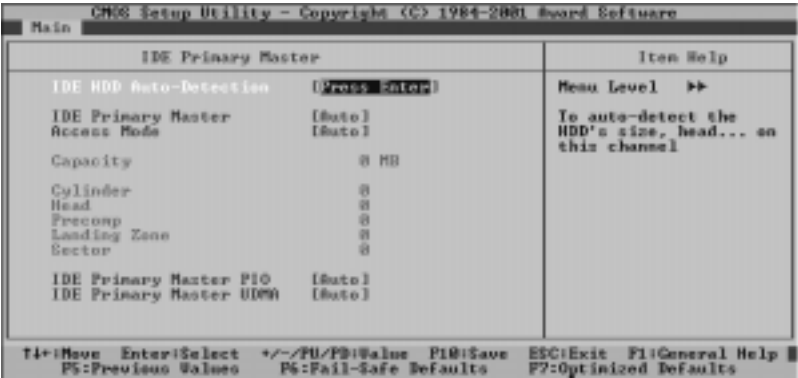 CMOS Setup Utility – Copyright (C) 1984-2001 Award Software
Main
IDE Primary Master
Item Help
IDE HDD Auto-Detection [Press Enter]
Menu Level ▶▶
IDE Primary Master [Auto]
To auto-detect the
Access Mode [Auto]
HDD's size, head... on
this channel
Capacity 0 MB
Cylinder 0
Head 0
Precomp 0
Landing Zone 0
Sector 0
IDE Primary Master PIO [Auto]
IDE Primary Master UDMA [Auto]
↑↓←:Move Enter:Select +/-/PU/PD:Value F10:Save ESC:Exit F1:General Help
F5:Previous Values F6:Fail-Safe Defaults F7:Optimized Defaults